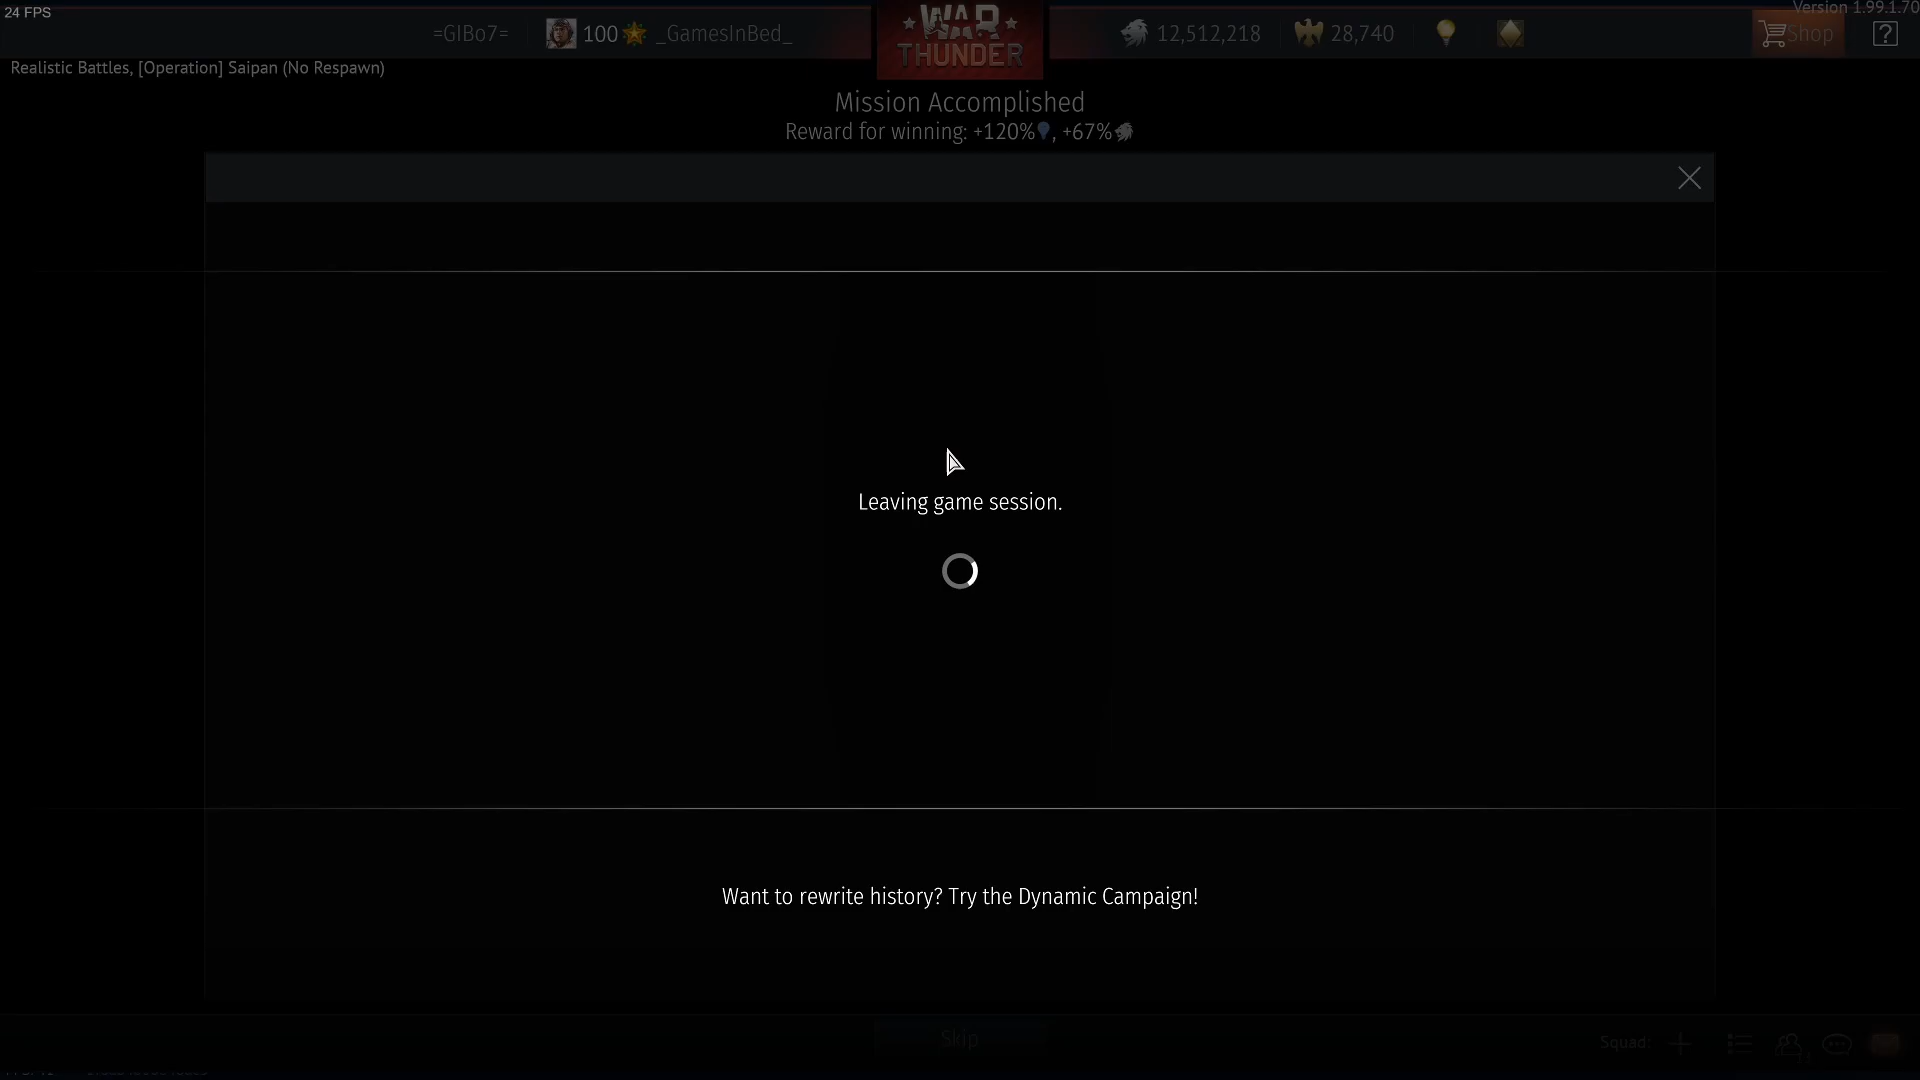 24 FPS
Version 1.99.1.70
=GIBo7=
100
_GamesInBed_
WAR
THUNDER
12,512,218
28,740
Shop
?
Realistic Battles, [Operation] Saipan (No Respawn)
Mission Accomplished
Reward for winning: +120%, +67%
Leaving game session.
Want to rewrite history? Try the Dynamic Campaign!
Skip
Squad: